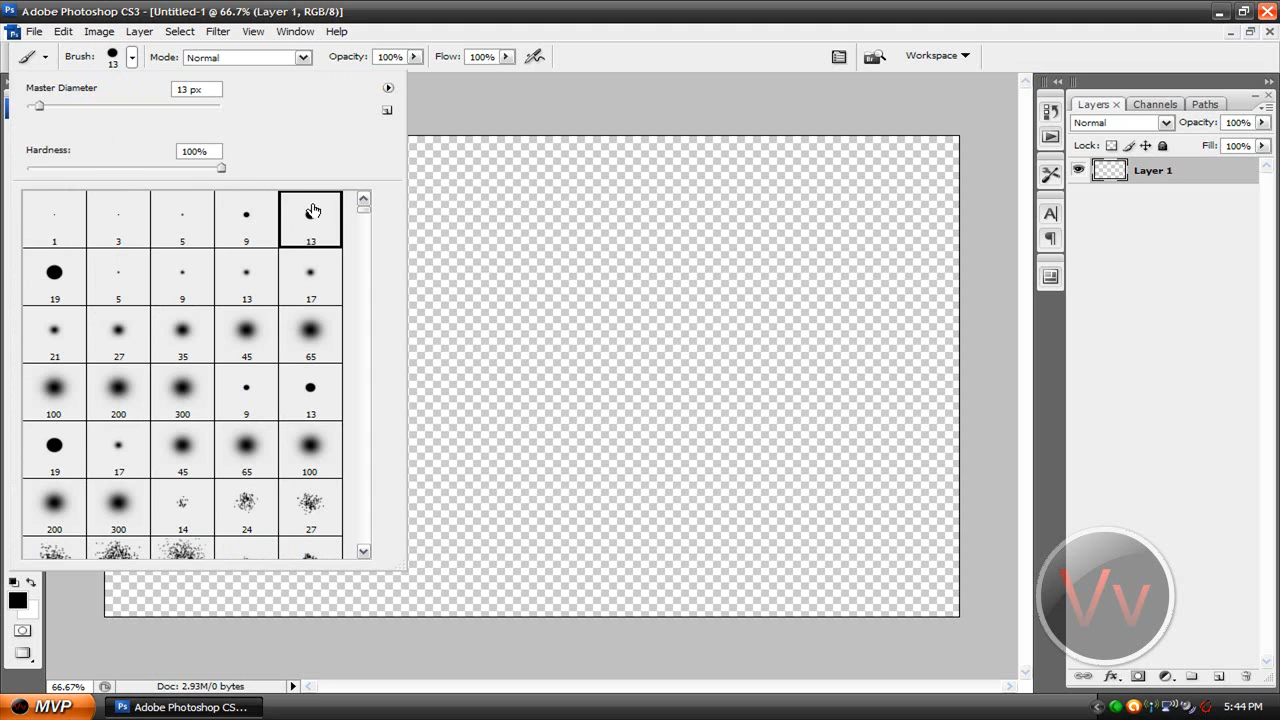 Adobe Photoshop CS3 - [Untitled-1 @ 66.7% (Layer 1, RGB/8)]
File Edit Image Layer Select Filter View Window Help
Brush: 13 Mode: Normal Opacity: 100% Flow: 100% Workspace
Master Diameter 13 px
Hardness: 100%
1 3 5 9 13
19 5 9 13 17
21 27 35 45 65
100 200 300 9 13
19 17 45 65 100
200 300 14 24 27
Layers Channels Paths
Normal Opacity: 100%
Lock: Fill: 100%
Layer 1
Vv
66.67% Doc: 2.93M/0 bytes
MVP Adobe Photoshop CS... 5:44 PM